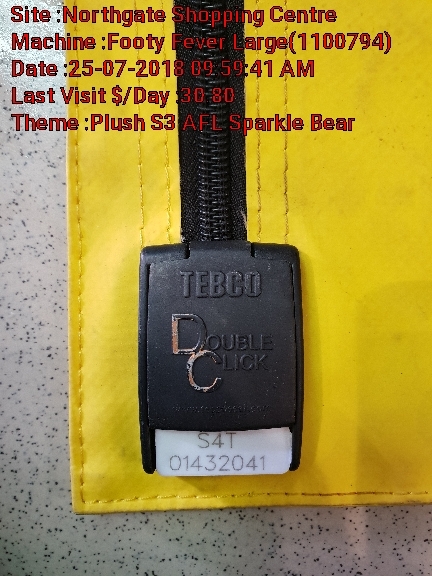 Site :Northgate Shopping Centre
Machine :Footy Fever Large(1100794)
Date :25-07-2018 09:59:41 AM
Last Visit $/Day :30.80
Theme :Plush S3 AFL Sparkle Bear
TEBCO
DOUBLE
CLICK
S4T
01432041